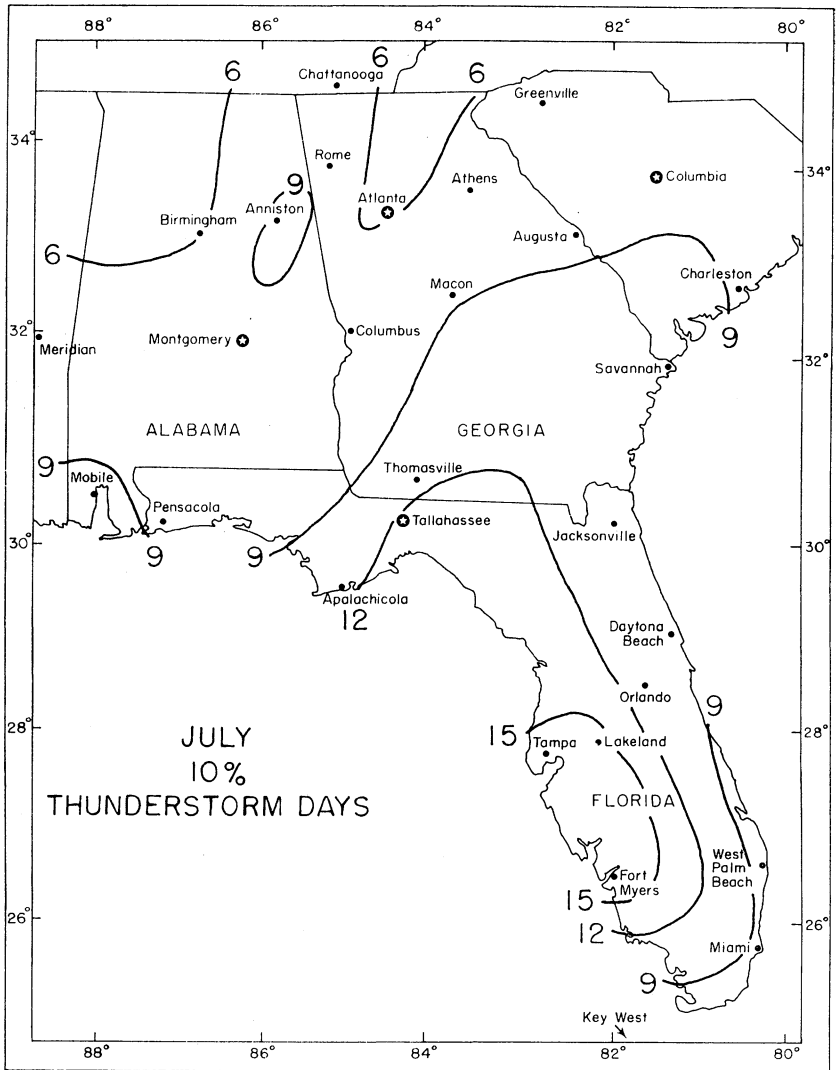 88° 86° 84° 82° 80°
6 6 6
Chattanooga
Greenville
34°
Rome
34°
9
Anniston
Atlanta
Athens
Columbia
Birmingham
Augusta
6
Macon
Charleston
32°
Columbus
Meridian
Montgomery
9
32°
Savannah
ALABAMA GEORGIA
9
Mobile
Thomasville
Pensacola
Tallahassee
Jacksonville
30°
9 9
30°
Apalachicola
12
Daytona
Beach
Orlando
9
28°
28°
JULY
10%
THUNDERSTORM DAYS
15
Tampa
Lakeland
FLORIDA
West
Palm
Beach
Fort
Myers
15
26°
12
26°
Miami
9
Key West
88° 86° 84° 82° 80°